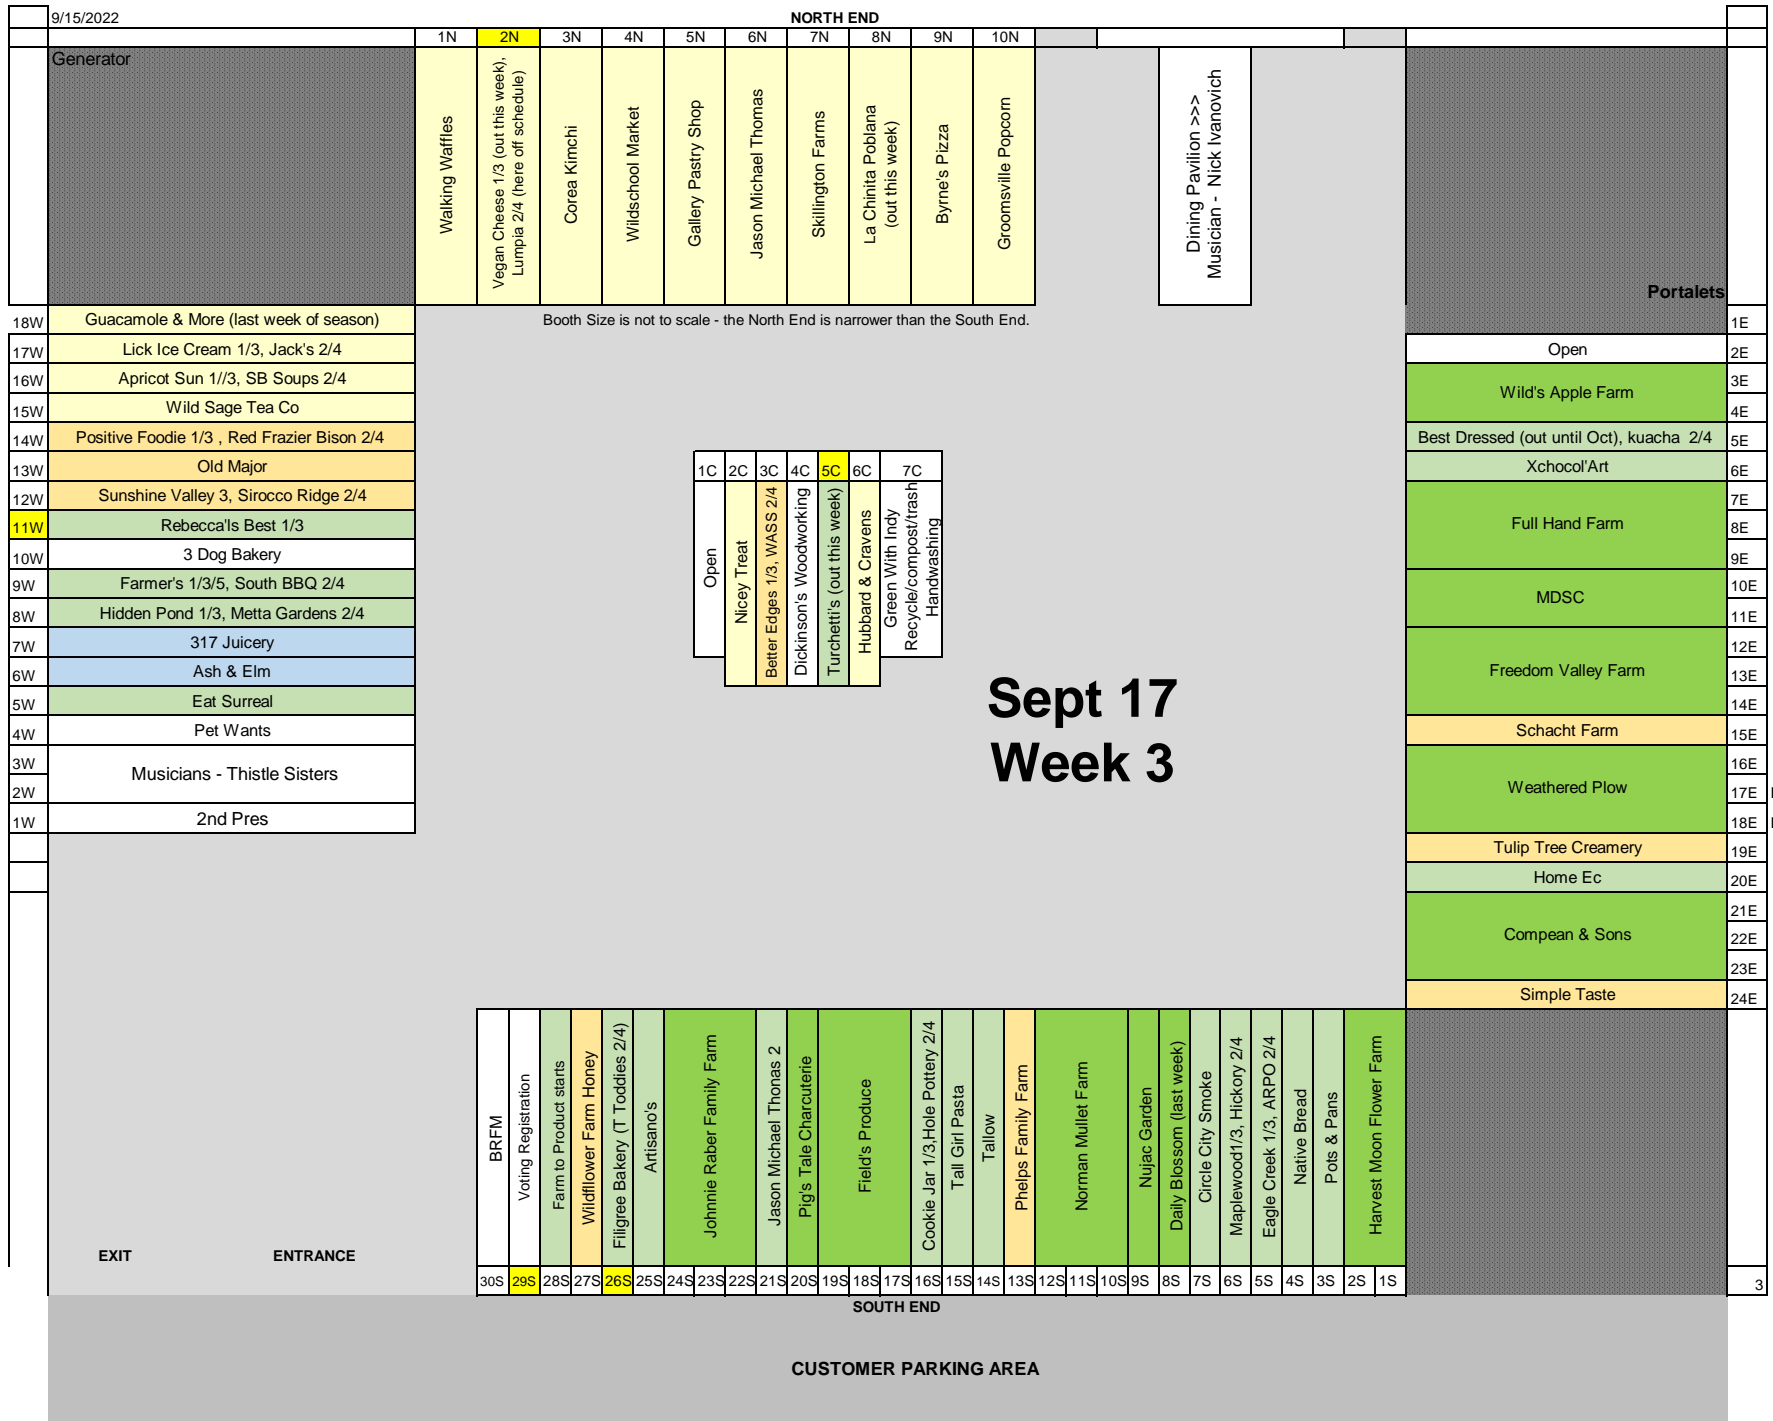 9/15/2022
NORTH END
1N
2N
3N
4N
5N
6N
7N
8N
9N
10N
Generator
Walking Waffles
Vegan Cheese 1/3 (out this week),
Lumpia 2/4 (here off schedule)
Corea Kimchi
Wildschool Market
Gallery Pastry Shop
Jason Michael Thomas
Skillington Farms
La Chinita Poblana
(out this week)
Byrne's Pizza
Groomsville Popcorn
Dining Pavilion >>>
Musician - Nick Ivanovich
Portalets
Booth Size is not to scale - the North End is narrower than the South End.
18W Guacamole & More (last week of season)
17W Lick Ice Cream 1/3, Jack's 2/4
16W Apricot Sun 1//3, SB Soups 2/4
15W Wild Sage Tea Co
14W Positive Foodie 1/3 , Red Frazier Bison 2/4
13W Old Major
12W Sunshine Valley 3, Sirocco Ridge 2/4
11W Rebecca'ls Best 1/3
10W 3 Dog Bakery
9W Farmer's 1/3/5, South BBQ 2/4
8W Hidden Pond 1/3, Metta Gardens 2/4
7W 317 Juicery
6W Ash & Elm
5W Eat Surreal
4W Pet Wants
3W
Musicians - Thistle Sisters
2W
1W 2nd Pres
1C
2C
3C
4C
5C
6C
7C
Open
Nicey Treat
Better Edges 1/3, WASS 2/4
Dickinson's Woodworking
Turchetti's (out this week)
Hubbard & Cravens
Green With Indy
Recycle/compost/trash
Handwashing
Sept 17
Week 3
1E
Open 2E
3E
Wild's Apple Farm
4E
Best Dressed (out until Oct), kuacha 2/4 5E
Xchocol'Art 6E
7E
Full Hand Farm 8E
9E
10E
MDSC
11E
12E
Freedom Valley Farm 13E
14E
Schacht Farm 15E
16E
Weathered Plow 17E
18E
Tulip Tree Creamery 19E
Home Ec 20E
21E
Compean & Sons 22E
23E
Simple Taste 24E
BRFM
Voting Registration
Farm to Product starts
Wildfllower Farm Honey
Filigree Bakery (T Toddies 2/4)
Artisano's
Johnnie Raber Family Farm
Jason Michael Thonas 2
Pig's Tale Charcuterie
Field's Produce
Cookie Jar 1/3,Hole Pottery 2/4
Tall Girl Pasta
Tallow
Phelps Family Farm
Norman Mullet Farm
Nujac Garden
Daily Blossom (last week)
Circle City Smoke
Maplewood1/3, Hickory 2/4
Eagle Creek 1/3, ARPO 2/4
Native Bread
Pots & Pans
Harvest Moon Flower Farm
EXIT
ENTRANCE
30S
29S
28S
27S
26S
25S
24S
23S
22S
21S
20S
19S
18S
17S
16S
15S
14S
13S
12S
11S
10S
9S
8S
7S
6S
5S
4S
3S
2S
1S
3
SOUTH END
CUSTOMER PARKING AREA